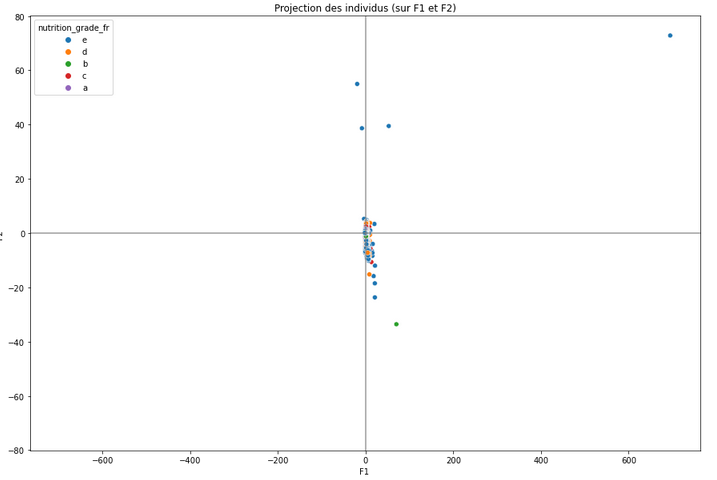 Projection des individus (sur F1 et F2)
nutrition_grade_fr
e
d
b
c
a
80
60
40
20
0
−20
−40
−60
−80
−600
−400
−200
0
200
400
600
F1